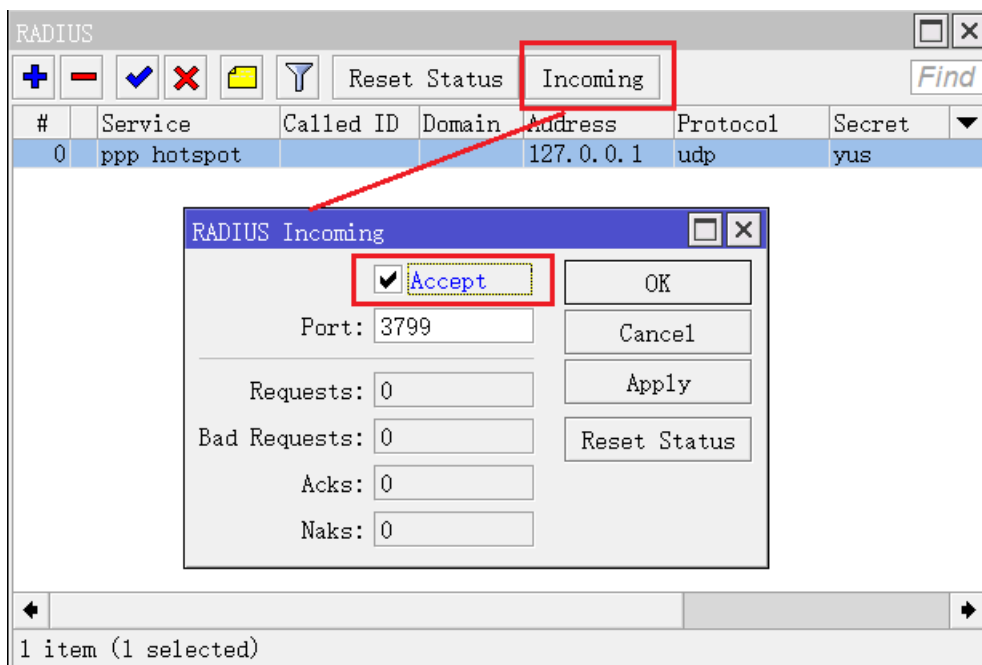 RADIUS
Reset Status Incoming Find
# Service Called ID Domain Address Protocol Secret
0 ppp hotspot 127.0.0.1 udp yus
RADIUS Incoming
Accept OK
Port: 3799 Cancel
Requests: 0 Apply
Bad Requests: 0 Reset Status
Acks: 0
Naks: 0
1 item (1 selected)